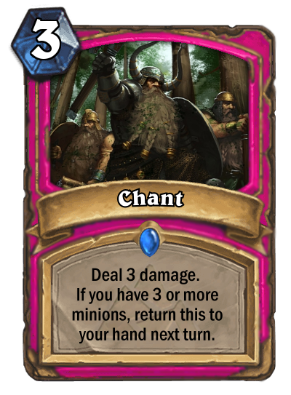 3
Chant
Deal 3 damage.
If you have 3 or more
minions, return this to
your hand next turn.